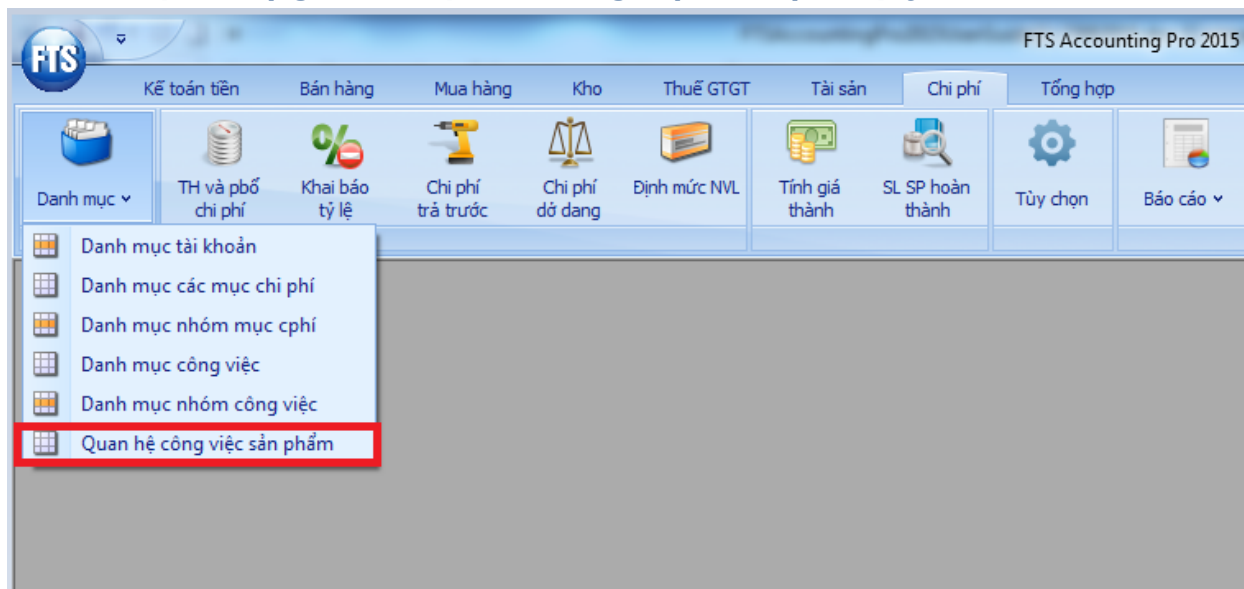 FTS
FTS Accounting Pro 2015
Kế toán tiền Bán hàng Mua hàng Kho Thuế GTGT Tài sản Chi phí Tổng hợp
Danh mục TH và pbổ chi phí Khai báo tỷ lệ Chi phí trả trước Chi phí dở dang Định mức NVL Tính giá thành SL SP hoàn thành Tùy chọn Báo cáo
Danh mục tài khoản
Danh mục các mục chi phí
Danh mục nhóm mục cphí
Danh mục công việc
Danh mục nhóm công việc
Quan hệ công việc sản phẩm